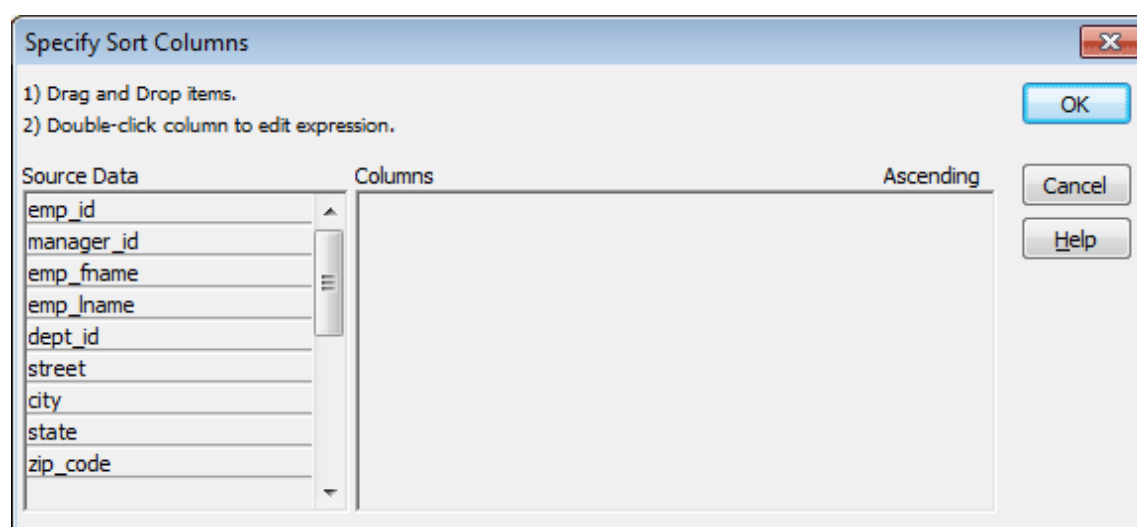 Specify Sort Columns
1) Drag and Drop items.
2) Double-click column to edit expression.
OK
Source Data
Columns
Ascending
Cancel
Help
emp_id
manager_id
emp_fname
emp_lname
dept_id
street
city
state
zip_code